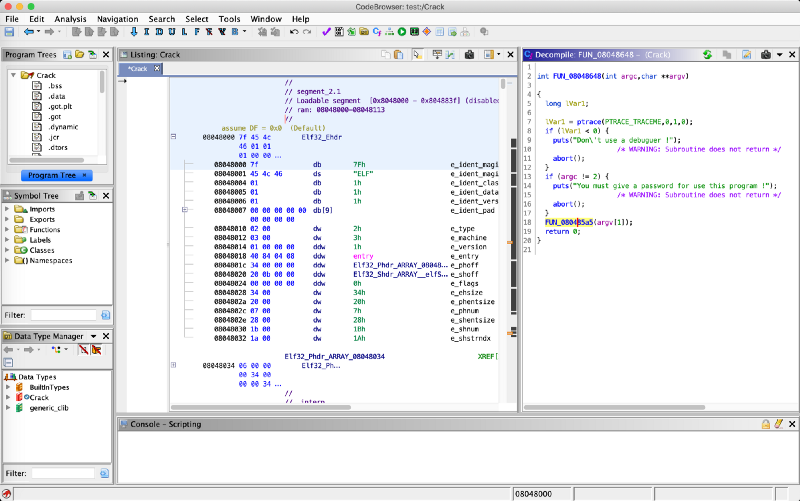 CodeBrowser: test:/Crack
File Edit Analysis Navigation Search Select Tools Window Help
I D U L F K V B
Program Trees
Crack
.bss
.data
.got.plt
.got
.dynamic
.jcr
.dtors
Program Tree
Symbol Tree
Imports
Exports
Functions
Labels
Classes
Namespaces
Filter:
Data Type Manager
Data Types
BuiltInTypes
Crack
generic_clib
Filter:
Listing: Crack
*Crack
//
// segment_2.1
// Loadable segment [0x8048000 - 0x804883f] (disabled
// ram: 08048000-08048113
//
assume DF = 0x0 (Default)
08048000 7f 45 4c Elf32_Ehdr
46 01 01
01 00 00 ...
08048000 7f db 7Fh e_ident_magi
08048001 45 4c 46 ds "ELF" e_ident_magi
08048004 01 db 1h e_ident_clas
08048005 01 db 1h e_ident_data
08048006 01 db 1h e_ident_vers
08048007 00 00 00 00 00 db[9] e_ident_pad
00 00 00 00
08048010 02 00 dw 2h e_type
08048012 03 00 dw 3h e_machine
08048014 01 00 00 00 ddw 1h e_version
08048018 40 84 04 08 ddw entry e_entry
0804801c 34 00 00 00 ddw Elf32_Phdr_ARRAY_08048... e_phoff
08048020 20 0b 00 00 ddw Elf32_Shdr_ARRAY__elfS... e_shoff
08048024 00 00 00 00 ddw 0h e_flags
08048028 34 00 dw 34h e_ehsize
0804802a 20 00 dw 20h e_phentsize
0804802c 07 00 dw 7h e_phnum
0804802e 28 00 dw 28h e_shentsize
08048030 1b 00 dw 1Bh e_shnum
08048032 1a 00 dw 1Ah e_shstrndx
Elf32_Phdr_ARRAY_08048034 XREF[
08048034 06 00 00 Elf32_Ph...
00 34 00
00 00 34 ...
//
// .interp
Decompile: FUN_08048648 - (Crack)
1
2 int FUN_08048648(int argc,char **argv)
3
4 {
5 long lVar1;
6
7 lVar1 = ptrace(PTRACE_TRACEME,0,1,0);
8 if (lVar1 < 0) {
9 puts("Don\'t use a debuguer !");
10 /* WARNING: Subroutine does not return */
11 abort();
12 }
13 if (argc != 2) {
14 puts("You must give a password for use this program !");
15 /* WARNING: Subroutine does not return */
16 abort();
17 }
18 FUN_080485a5(argv[1]);
19 return 0;
20 }
21
Console - Scripting
08048000